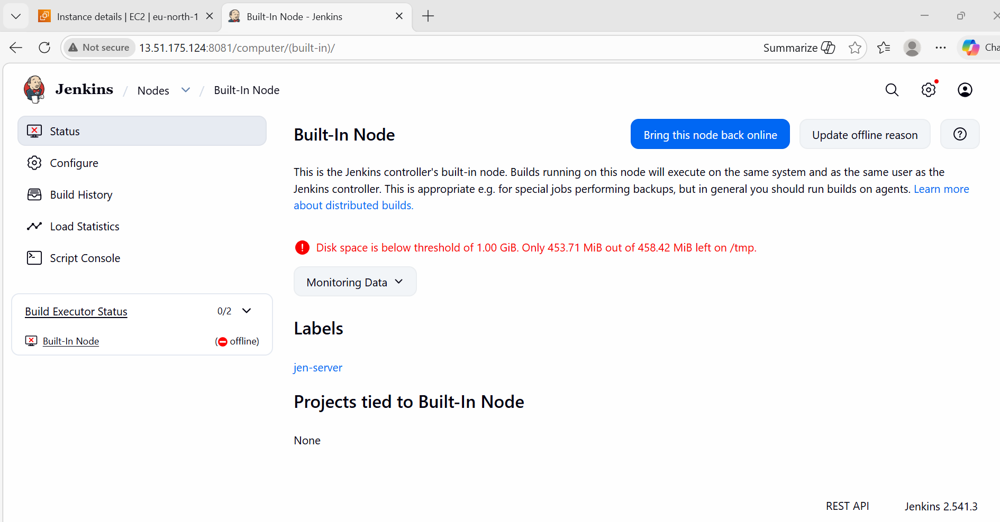 Instance details | EC2 | eu-north-1
Built-In Node - Jenkins
Not secure
13.51.175.124:8081/computer/(built-in)/
Summarize
Cha
Jenkins / Nodes / Built-In Node
Status
Configure
Build History
Load Statistics
Script Console
Build Executor Status 0/2
Built-In Node (offline)
Built-In Node
Bring this node back online
Update offline reason
This is the Jenkins controller's built-in node. Builds running on this node will execute on the same system and as the same user as the
Jenkins controller. This is appropriate e.g. for special jobs performing backups, but in general you should run builds on agents. Learn more
about distributed builds.
Disk space is below threshold of 1.00 GiB. Only 453.71 MiB out of 458.42 MiB left on /tmp.
Monitoring Data
Labels
jen-server
Projects tied to Built-In Node
None
REST API
Jenkins 2.541.3